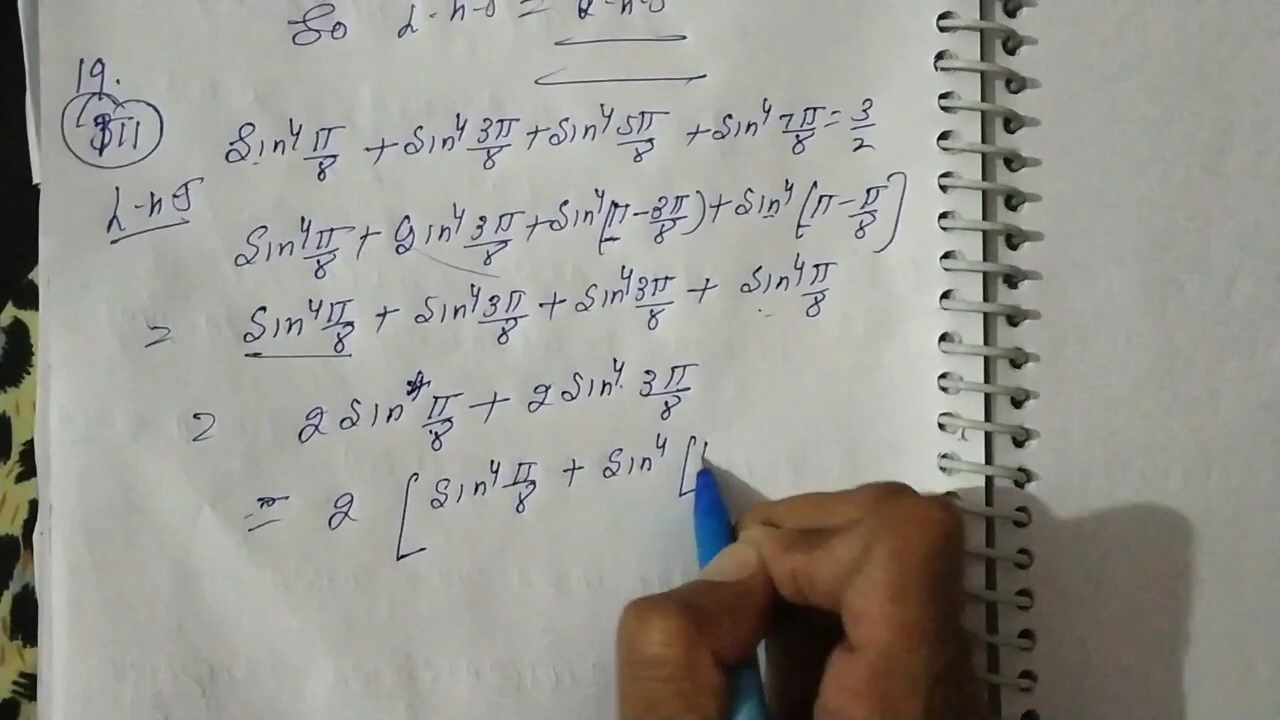 So L-H-S = R-H-S
19.
III sin⁴ π/8 + sin⁴ 3π/8 + sin⁴ 5π/8 + sin⁴ 7π/8 = 3/2
L-H-S
sin⁴ π/8 + sin⁴ 3π/8 + sin⁴ (π - 3π/8) + sin⁴ [π - π/8]
= sin⁴ π/8 + sin⁴ 3π/8 + sin⁴ 3π/8 + sin⁴ π/8
= 2 sin⁴ π/8 + 2 sin⁴ 3π/8
= 2 [ sin⁴ π/8 + sin⁴ [